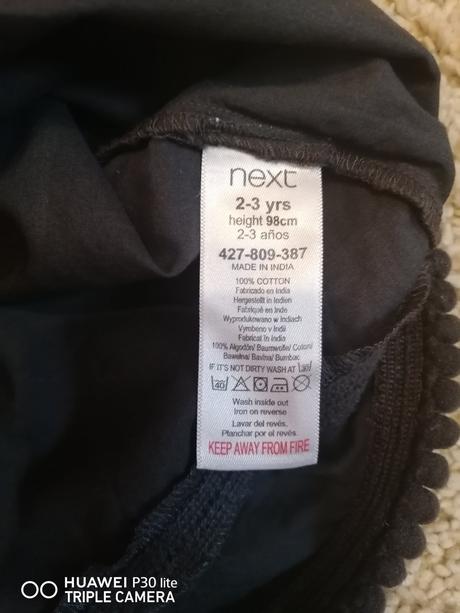 next
2-3 yrs
height 98cm
2-3 años
427-809-387
MADE IN INDIA
100% COTTON
Fabricado en India
Hergestellt in Indien
Fabriqué en Inde
Wyprodukowano w Indiach
Vyrobeno v Indii
Fabricat în India
100% Algodón/ Baumwolle/ Coton/
Bawełna/ Bavlna/ Bumbac
IF IT'S NOT DIRTY WASH AT
40
Wash inside out
Iron on reverse
Lavar del revés.
Planchar por el revés.
KEEP AWAY FROM FIRE
HUAWEI P30 lite
TRIPLE CAMERA